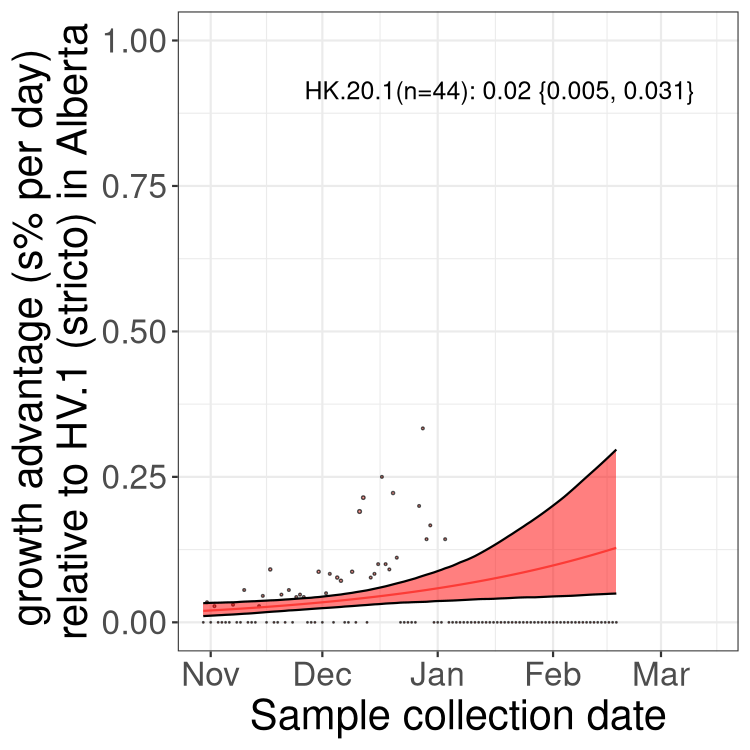 growth advantage (s% per day)
relative to HV.1 (stricto) in Alberta
1.00
0.75
0.50
0.25
0.00
HK.20.1(n=44): 0.02 {0.005, 0.031}
Nov Dec Jan Feb Mar
Sample collection date